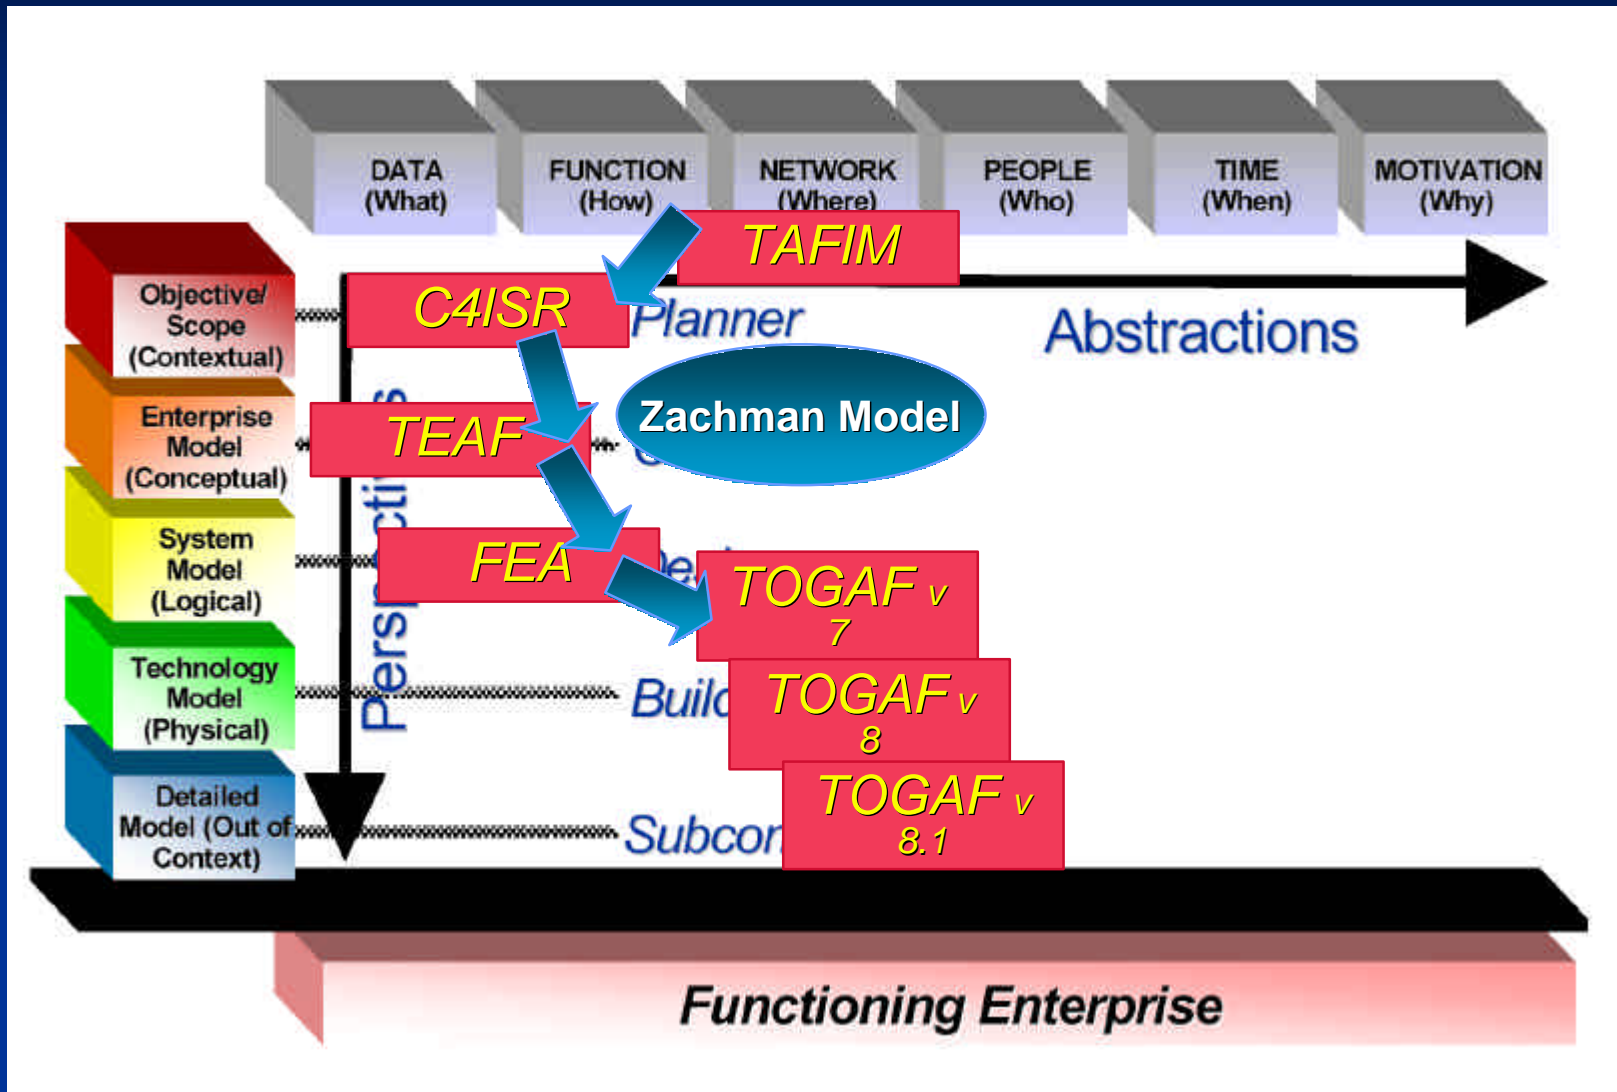 DATA
(What)
FUNCTION
(How)
NETWORK
(Where)
PEOPLE
(Who)
TIME
(When)
MOTIVATION
(Why)
TAFIM
Objective/
Scope
(Contextual)
C4ISR
Planner
Abstractions
Enterprise
Model
(Conceptual)
TEAF
Zachman Model
System
Model
(Logical)
FEA
TOGAF v
7
Technology
Model
(Physical)
TOGAF v
8
Detailed
Model (Out of
Context)
TOGAF v
8.1
Functioning Enterprise